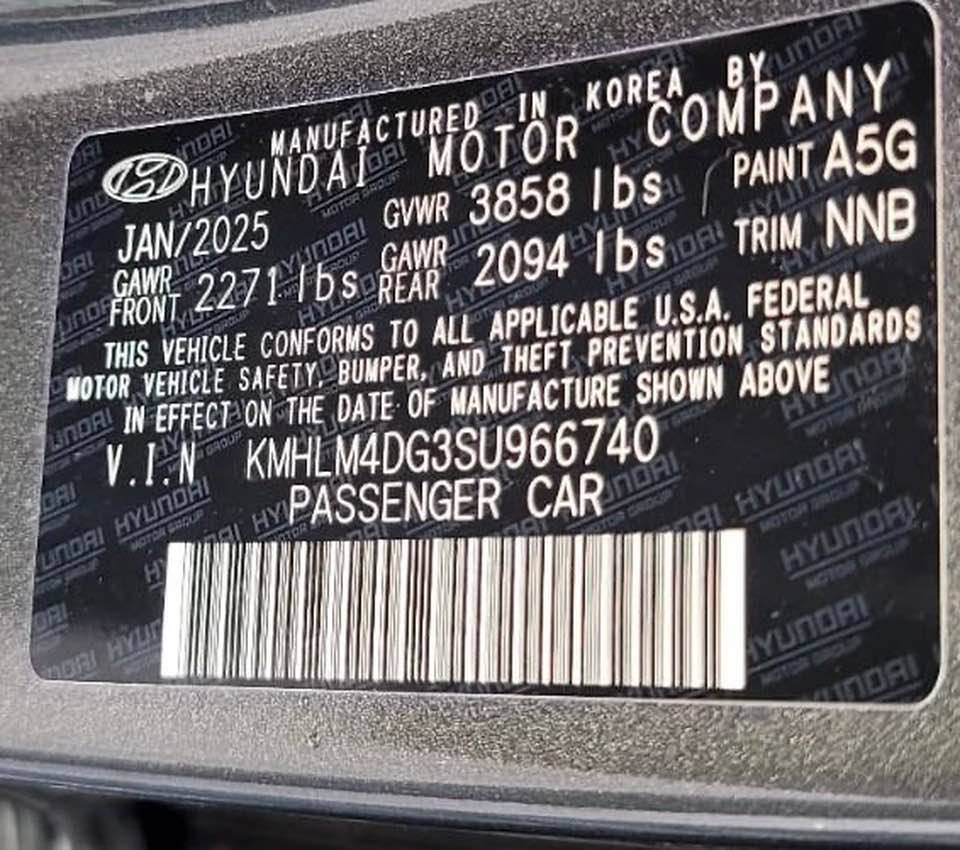 MANUFACTURED IN KOREA BY
HYUNDAI MOTOR COMPANY
JAN/2025 GVWR 3858 lbs PAINT A5G
GAWR FRONT 2271 lbs GAWR REAR 2094 lbs TRIM NNB
THIS VEHICLE CONFORMS TO ALL APPLICABLE U.S.A. FEDERAL
MOTOR VEHICLE SAFETY, BUMPER, AND THEFT PREVENTION STANDARDS
IN EFFECT ON THE DATE OF MANUFACTURE SHOWN ABOVE
V.I.N KMHLM4DG3SU966740
PASSENGER CAR